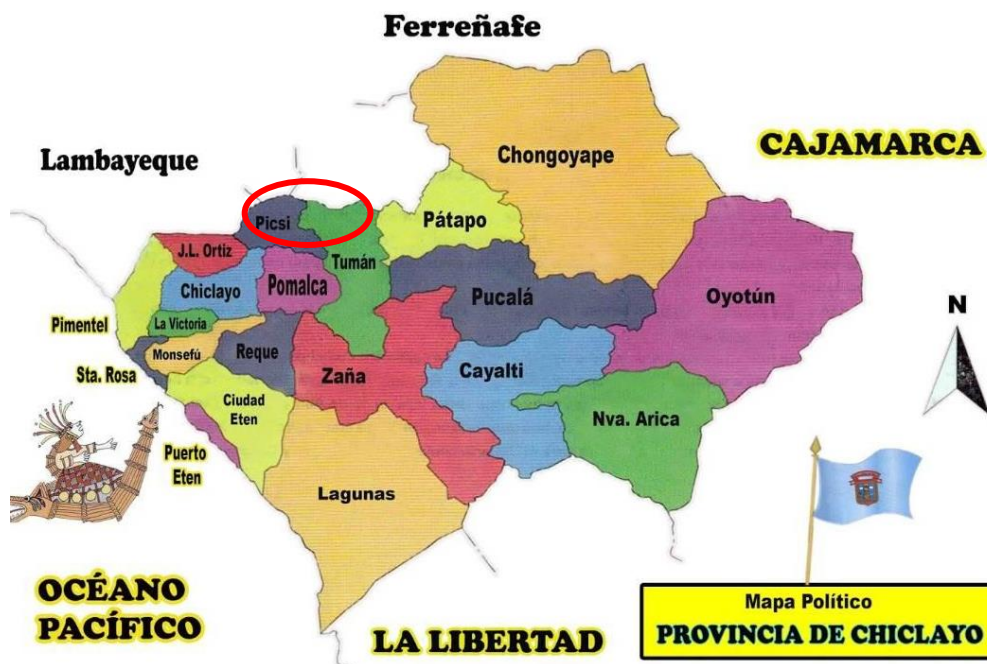 Ferreñafe
Chongoyape
CAJAMARCA
Lambayeque
Picsi
Pátapo
J.L. Ortiz
Tumán
Chiclayo
Pomalca
Pucalá
Oyotún
N
Pimentel
La Victoria
Monsefú
Reque
Sta. Rosa
Zaña
Cayalti
Ciudad
Eten
Nva. Arica
Puerto
Eten
Lagunas
OCÉANO
PACÍFICO
LA LIBERTAD
Mapa Político
PROVINCIA DE CHICLAYO